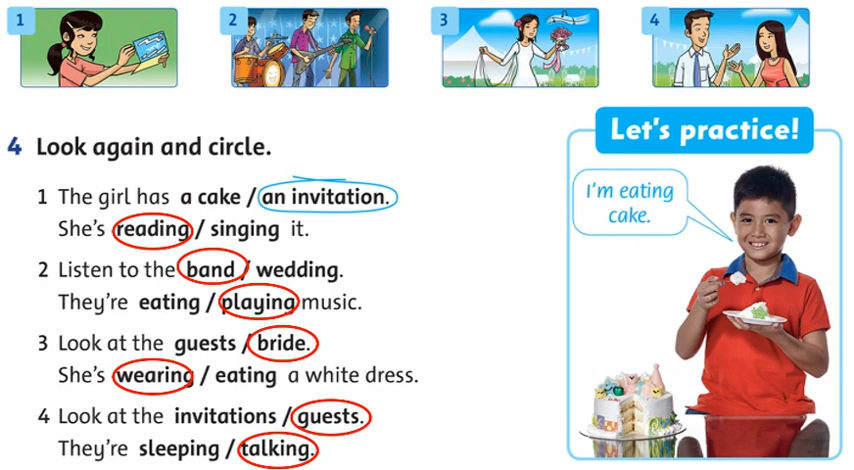 1
2
3
4
4 Look again and circle.
1 The girl has a cake / an invitation.
She's reading / singing it.
2 Listen to the band / wedding.
They're eating / playing music.
3 Look at the guests / bride.
She's wearing / eating a white dress.
4 Look at the invitations / guests.
They're sleeping / talking.
Let's practice!
I'm eating
cake.